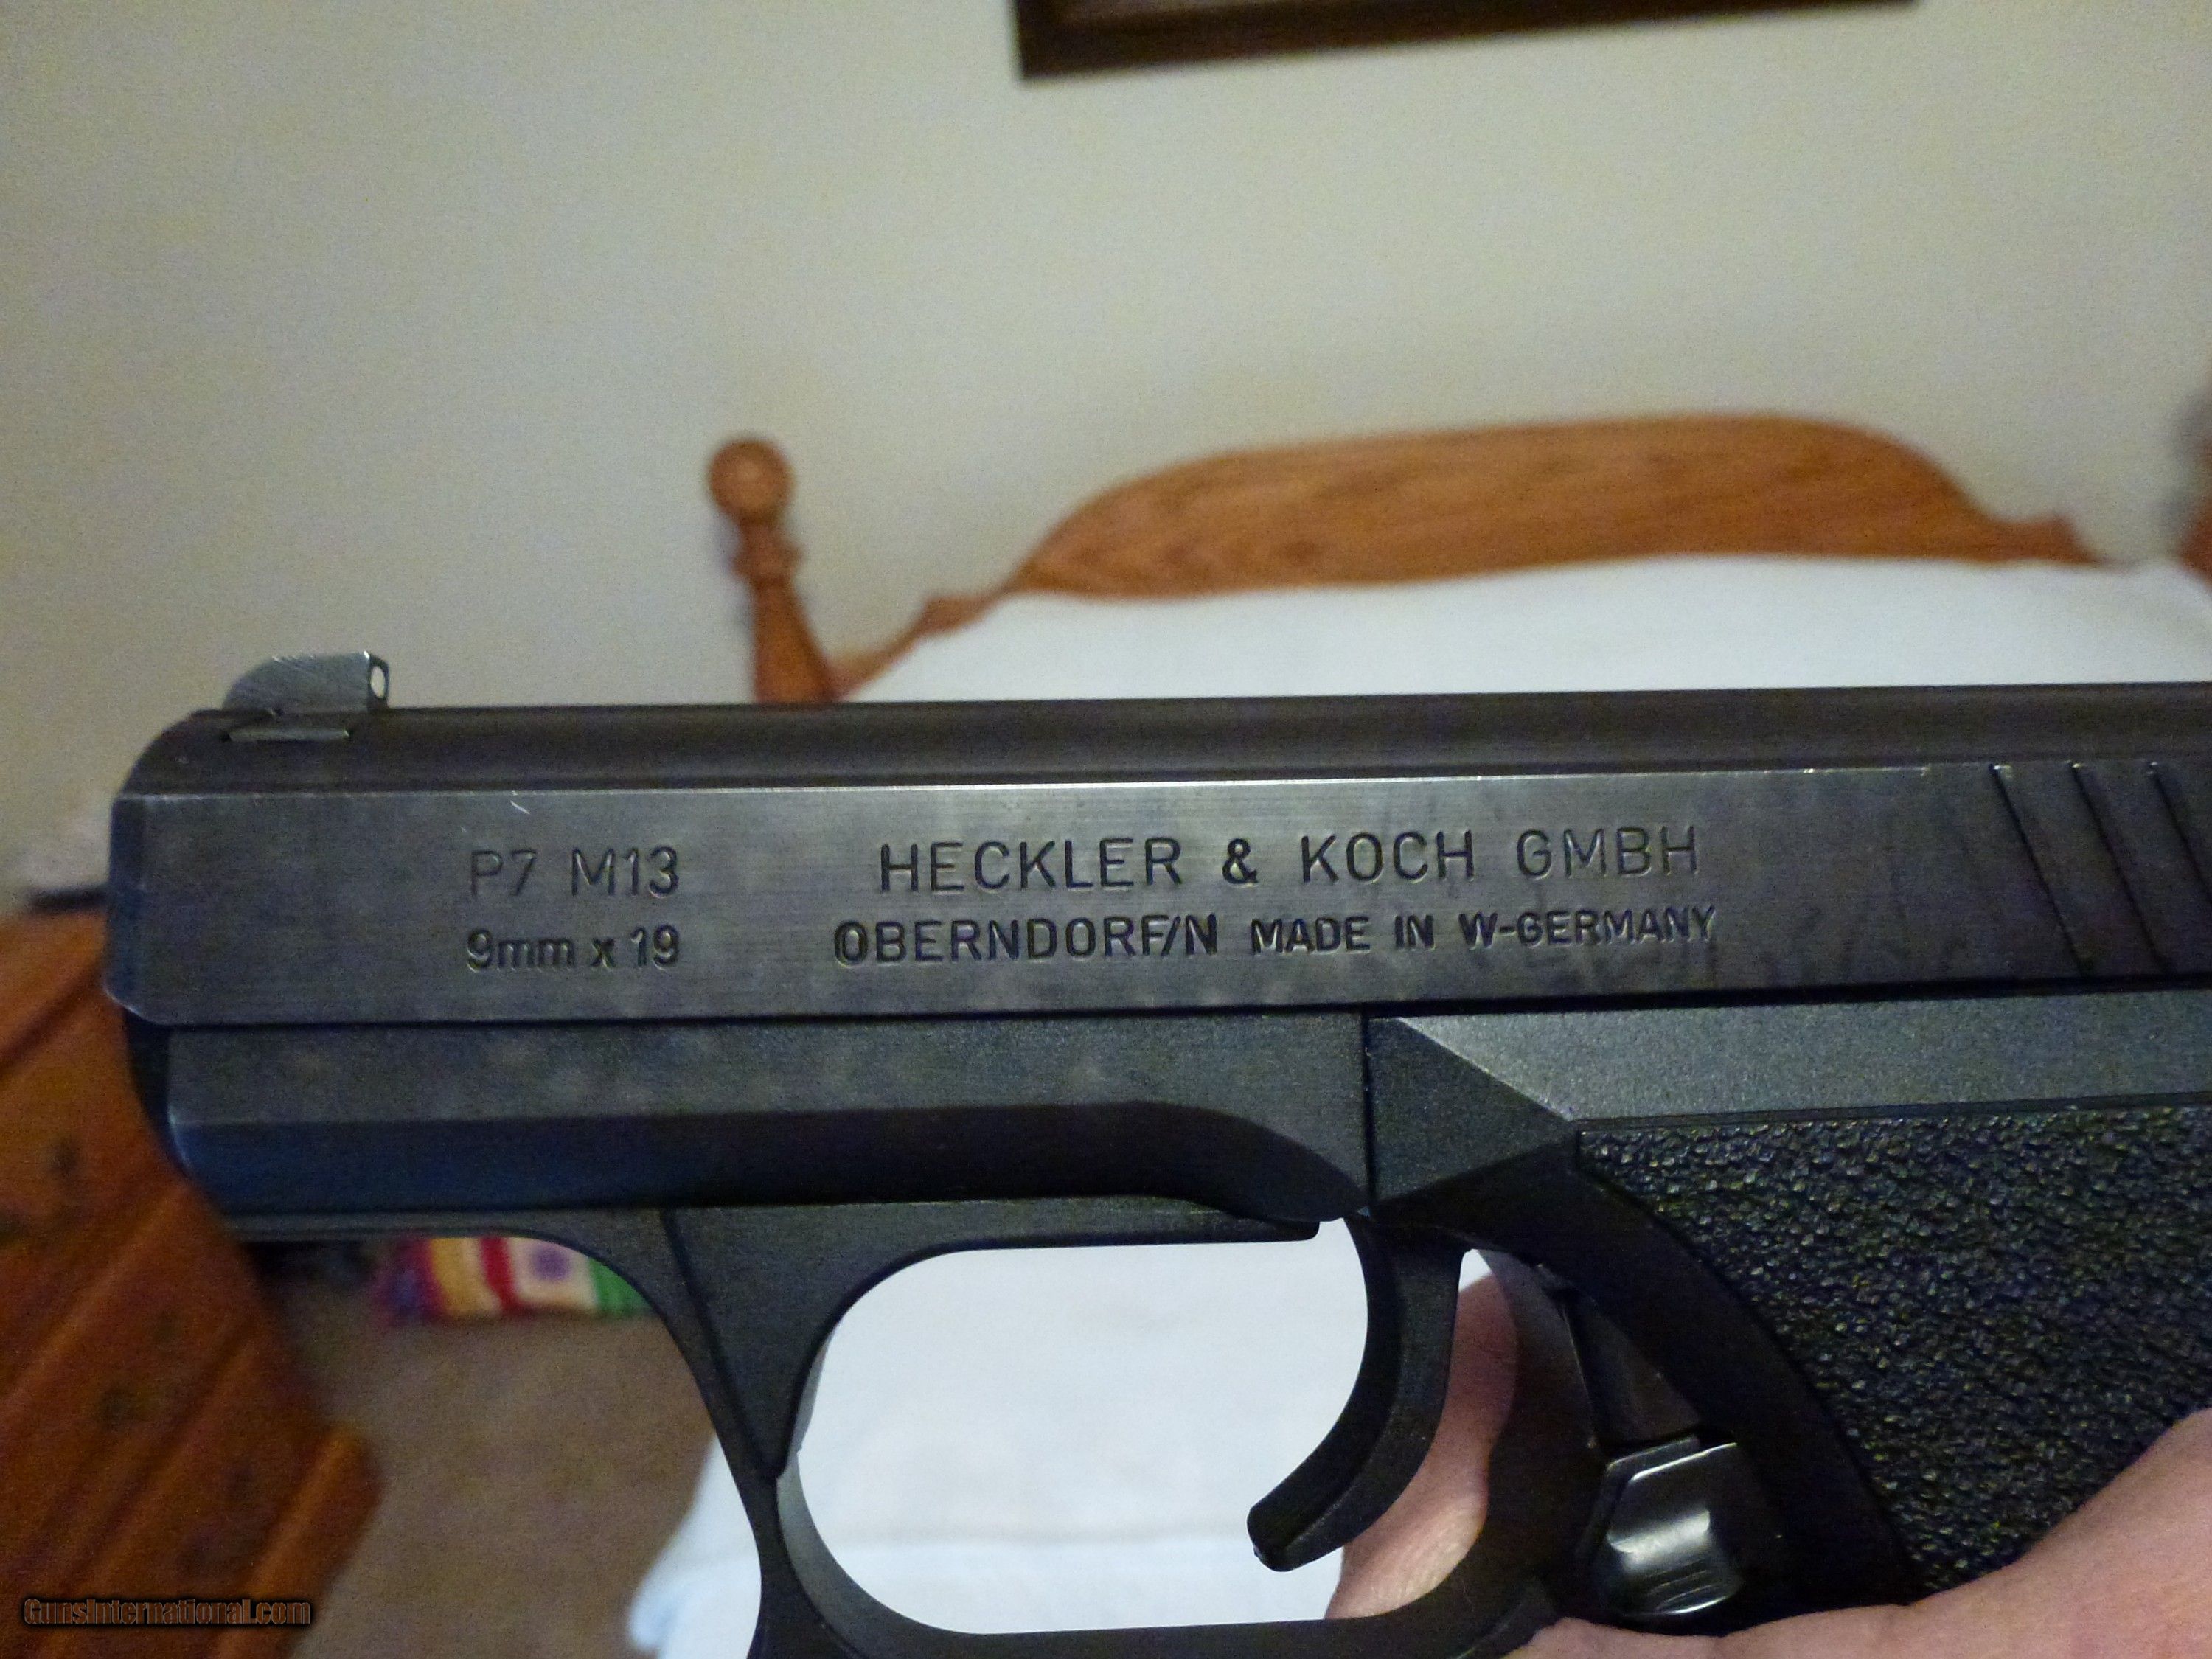 P7 M13 HECKLER & KOCH GMBH
9mm x 19 OBERNDORF/N MADE IN W-GERMANY
GunsInternational.com